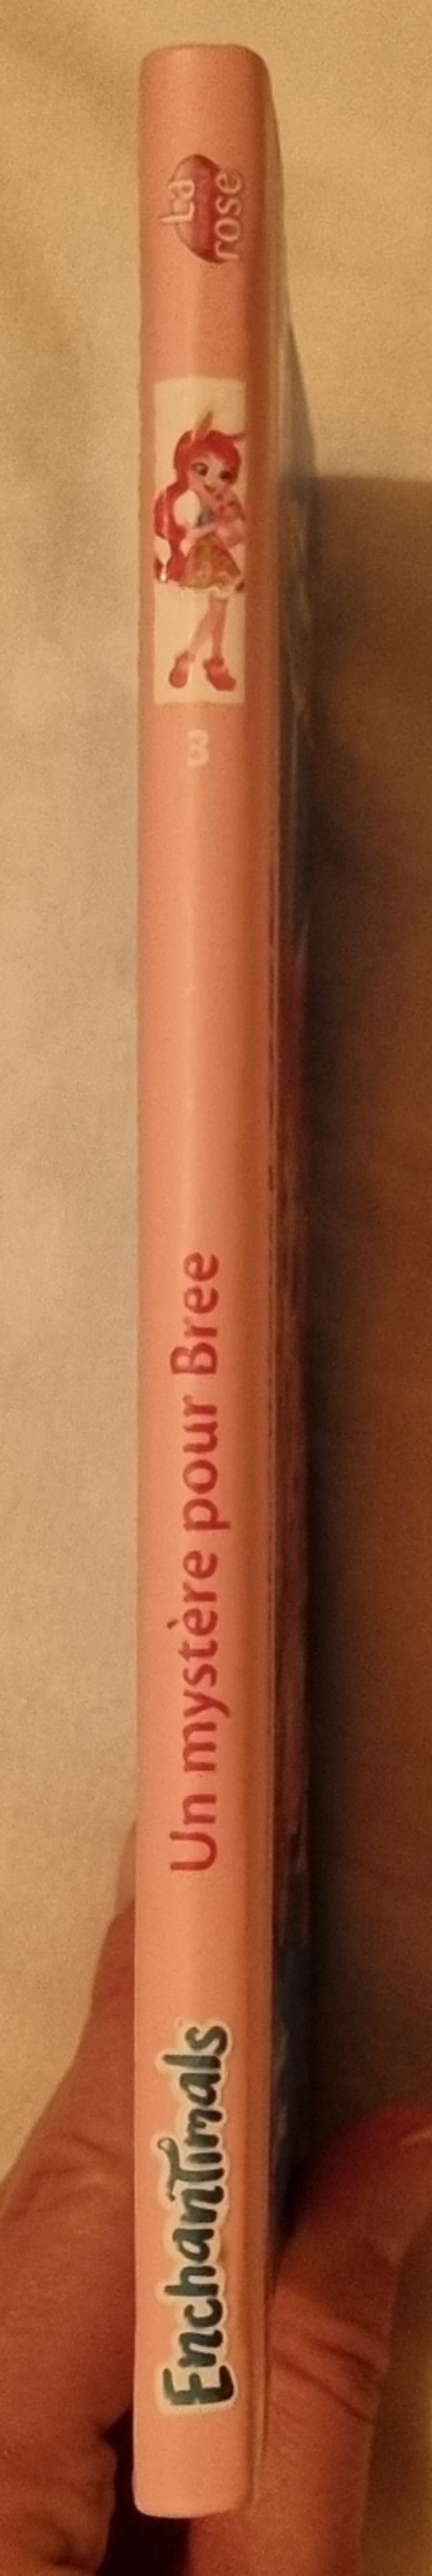 Enchantimals
Un mystère pour Bree
3
La
rose